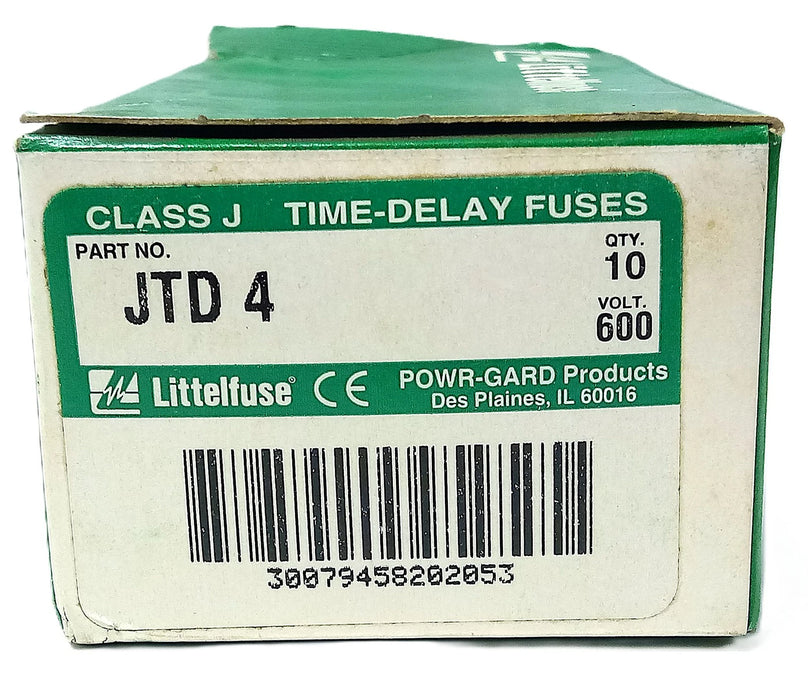 Littelfuse
CLASS J TIME-DELAY FUSES
PART NO. QTY.
JTD 4 10
VOLT.
600
Littelfuse® CE POWR-GARD Products
Des Plaines, IL 60016
30079458202053